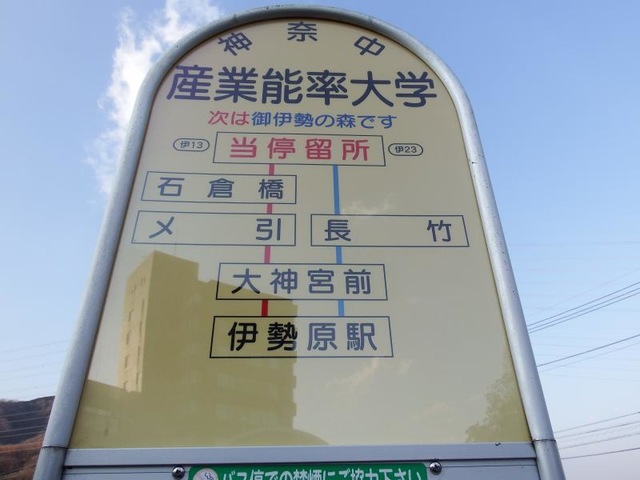 神奈中
産業能率大学
次は御伊勢の森です
伊13 当停留所 伊23
石倉橋
〆引 長竹
大神宮前
伊勢原駅
バス停での禁煙にご協力下さい